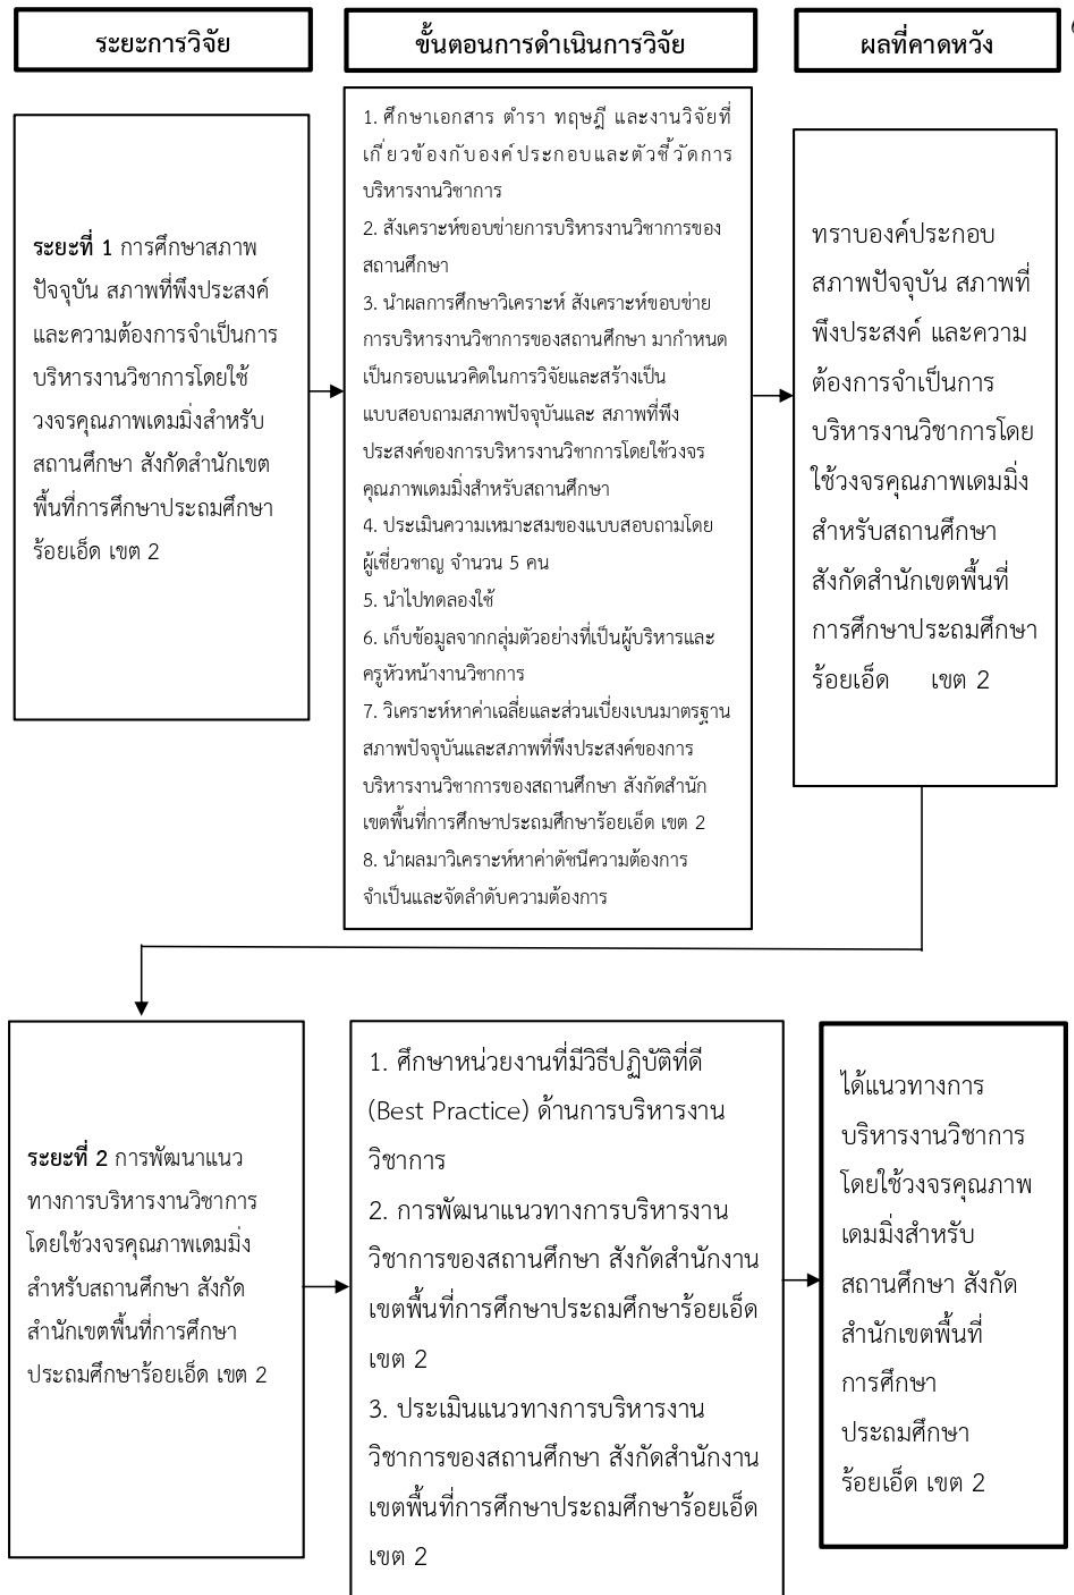 ระยะการวิจัย
ขั้นตอนการดำเนินการวิจัย
ผลที่คาดหวัง
ระยะที่ 1 การศึกษาสภาพ
ปัจจุบัน สภาพที่พึงประสงค์
และความต้องการจำเป็นการ
บริหารงานวิชาการโดยใช้
วงจรคุณภาพเดมมิ่งสำหรับ
สถานศึกษา สังกัดสำนักเขต
พื้นที่การศึกษาประถมศึกษา
ร้อยเอ็ด เขต 2
1. ศึกษาเอกสาร ตำรา ทฤษฎี และงานวิจัยที่
เกี่ยวข้องกับองค์ประกอบและตัวชี้วัดการ
บริหารงานวิชาการ
2. สังเคราะห์ขอบข่ายการบริหารงานวิชาการของ
สถานศึกษา
3. นำผลการศึกษาวิเคราะห์ สังเคราะห์ขอบข่าย
การบริหารงานวิชาการของสถานศึกษา มากำหนด
เป็นกรอบแนวคิดในการวิจัยและสร้างเป็น
แบบสอบถามสภาพปัจจุบันและ สภาพที่พึง
ประสงค์ของการบริหารงานวิชาการโดยใช้วงจร
คุณภาพเดมมิ่งสำหรับสถานศึกษา
4. ประเมินความเหมาะสมของแบบสอบถามโดย
ผู้เชี่ยวชาญ จำนวน 5 คน
5. นำไปทดลองใช้
6. เก็บข้อมูลจากกลุ่มตัวอย่างที่เป็นผู้บริหารและ
ครูหัวหน้างานวิชาการ
7. วิเคราะห์หาค่าเฉลี่ยและส่วนเบี่ยงเบนมาตรฐาน
สภาพปัจจุบันและสภาพที่พึงประสงค์ของการ
บริหารงานวิชาการของสถานศึกษา สังกัดสำนัก
เขตพื้นที่การศึกษาประถมศึกษาร้อยเอ็ด เขต 2
8. นำผลมาวิเคราะห์หาค่าดัชนีความต้องการ
จำเป็นและจัดลำดับความต้องการ
ทราบองค์ประกอบ
สภาพปัจจุบัน สภาพที่
พึงประสงค์ และความ
ต้องการจำเป็นการ
บริหารงานวิชาการโดย
ใช้วงจรคุณภาพเดมมิ่ง
สำหรับสถานศึกษา
สังกัดสำนักเขตพื้นที่
การศึกษาประถมศึกษา
ร้อยเอ็ด เขต 2
ระยะที่ 2 การพัฒนาแนว
ทางการบริหารงานวิชาการ
โดยใช้วงจรคุณภาพเดมมิ่ง
สำหรับสถานศึกษา สังกัด
สำนักเขตพื้นที่การศึกษา
ประถมศึกษาร้อยเอ็ด เขต 2
1. ศึกษาหน่วยงานที่มีวิธีปฏิบัติที่ดี
(Best Practice) ด้านการบริหารงาน
วิชาการ
2. การพัฒนาแนวทางการบริหารงาน
วิชาการของสถานศึกษา สังกัดสำนักงาน
เขตพื้นที่การศึกษาประถมศึกษาร้อยเอ็ด
เขต 2
3. ประเมินแนวทางการบริหารงาน
วิชาการของสถานศึกษา สังกัดสำนักงาน
เขตพื้นที่การศึกษาประถมศึกษาร้อยเอ็ด
เขต 2
ได้แนวทางการ
บริหารงานวิชาการ
โดยใช้วงจรคุณภาพ
เดมมิ่งสำหรับ
สถานศึกษา สังกัด
สำนักเขตพื้นที่
การศึกษา
ประถมศึกษา
ร้อยเอ็ด เขต 2